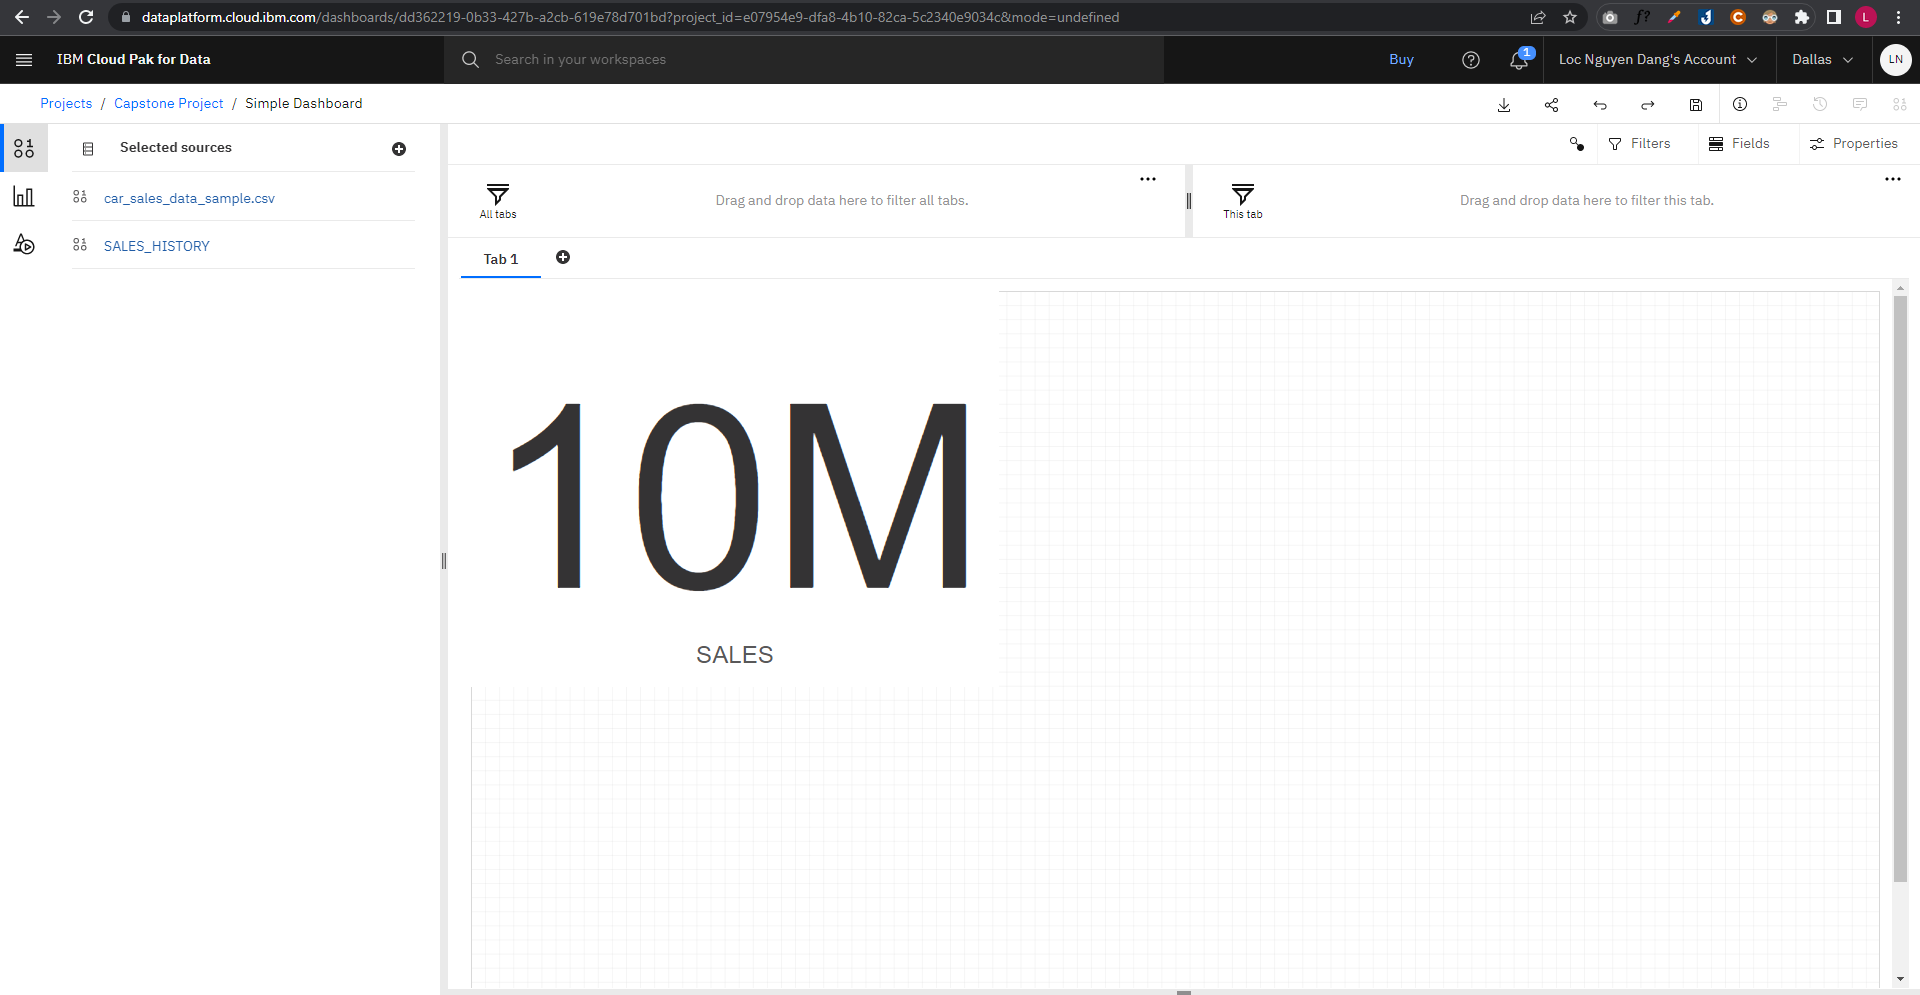 dataplatform.cloud.ibm.com/dashboards/dd362219-0b33-427b-a2cb-619e78d701bd?project_id=e07954e9-dfa8-4b10-82ca-5c2340e9034c&mode=undefined
f?
C
L
IBM Cloud Pak for Data
Search in your workspaces
Buy
1
Loc Nguyen Dang's Account
Dallas
LN
Projects / Capstone Project / Simple Dashboard
Selected sources
Filters
Fields
Properties
car_sales_data_sample.csv
SALES_HISTORY
All tabs
Drag and drop data here to filter all tabs.
This tab
Drag and drop data here to filter this tab.
Tab 1
10M
SALES